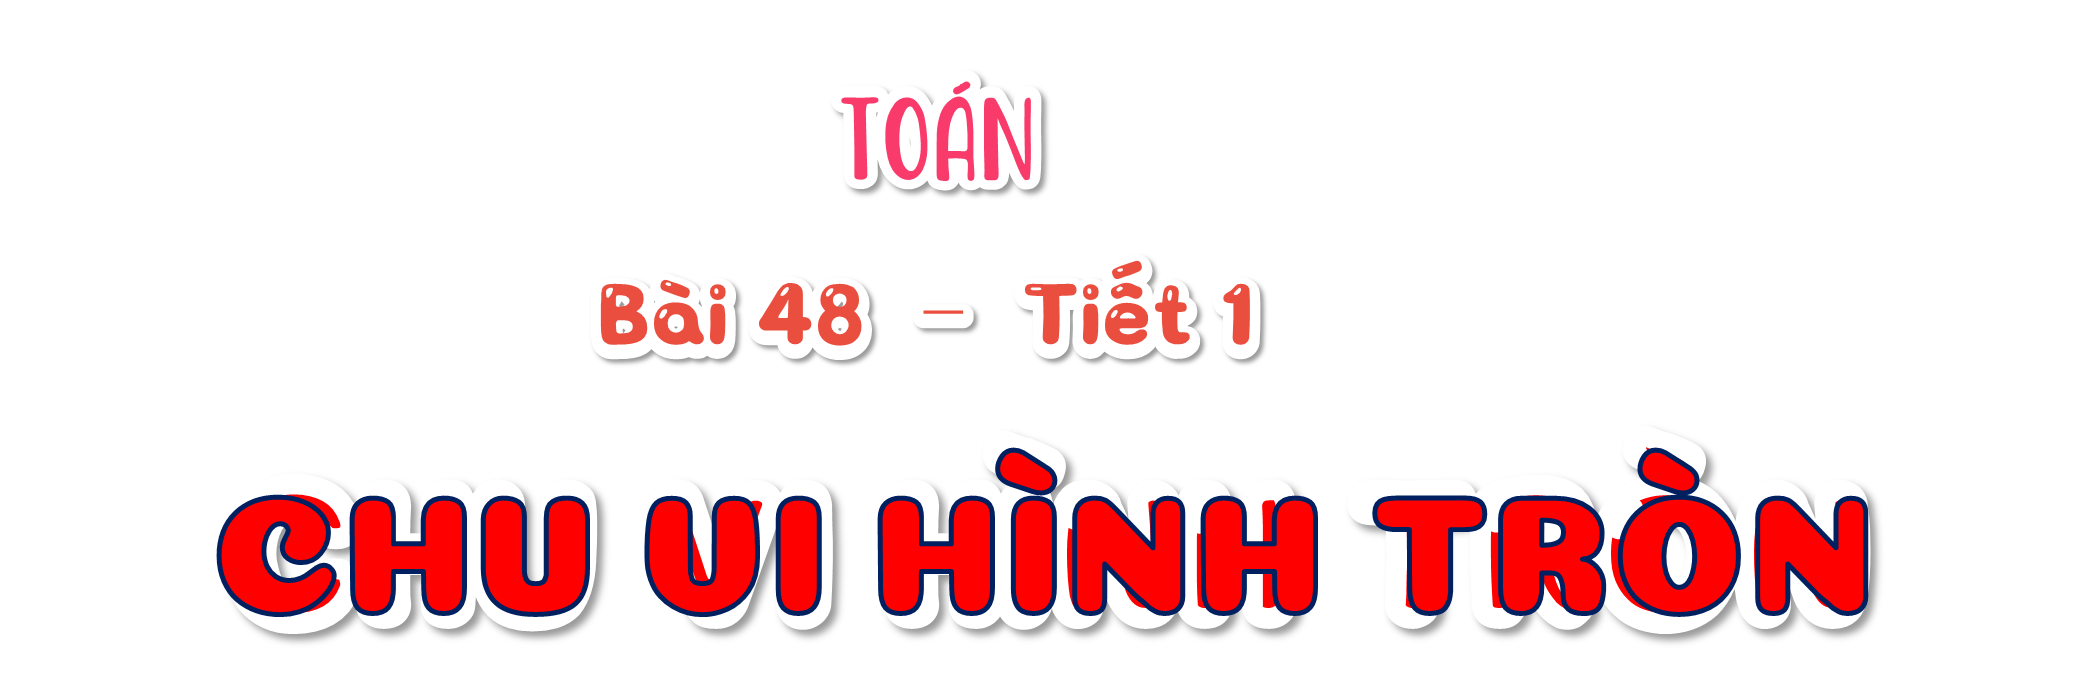 TOÁN
Bài 48 – Tiết 1
CHU VI HÌNH TRÒN